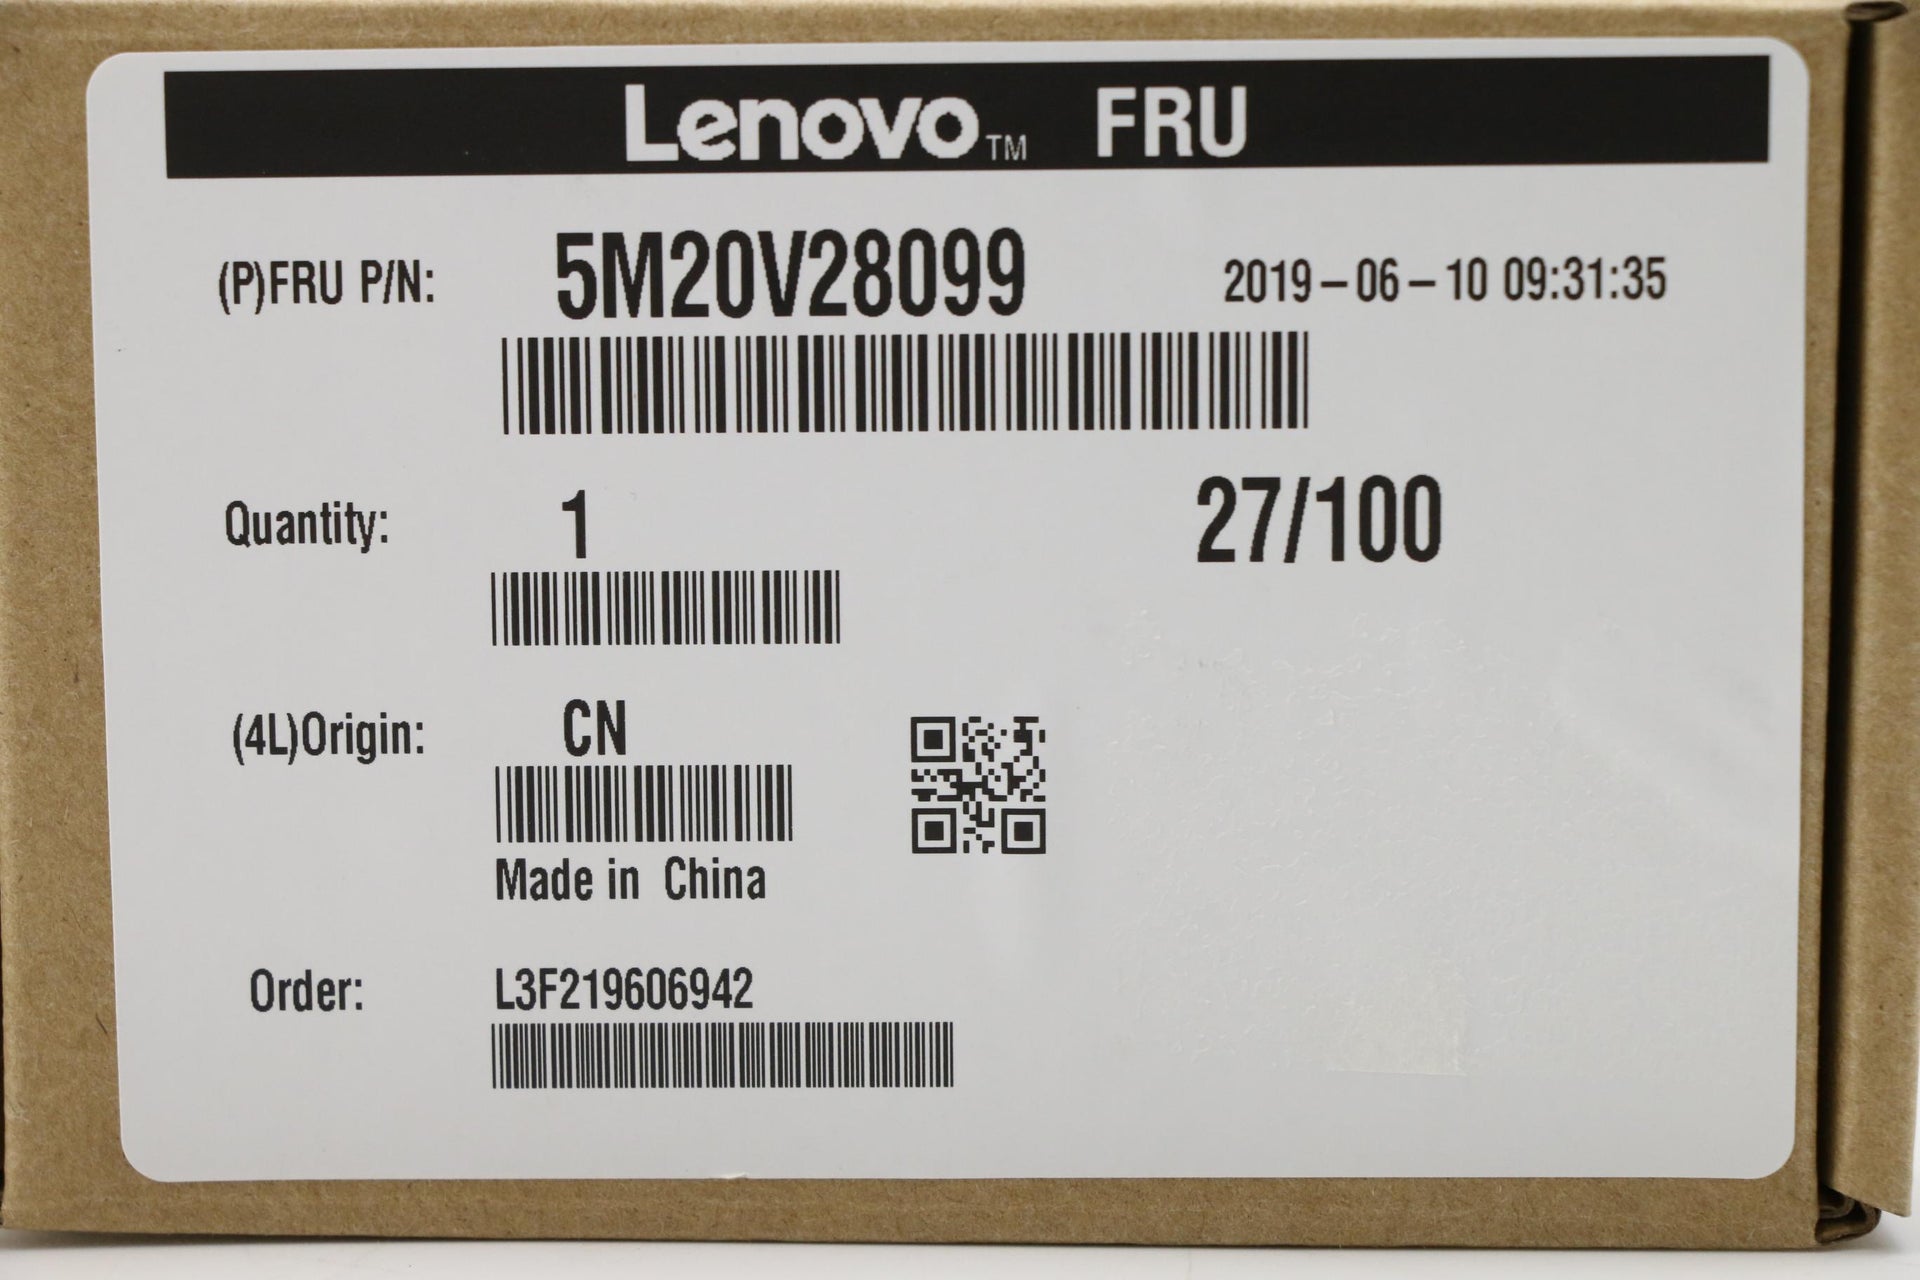 Lenovo™ FRU
(P)FRU P/N: 5M20V28099 2019-06-10 09:31:35
Quantity: 1 27/100
(4L)Origin: CN
Made in China
Order: L3F219606942